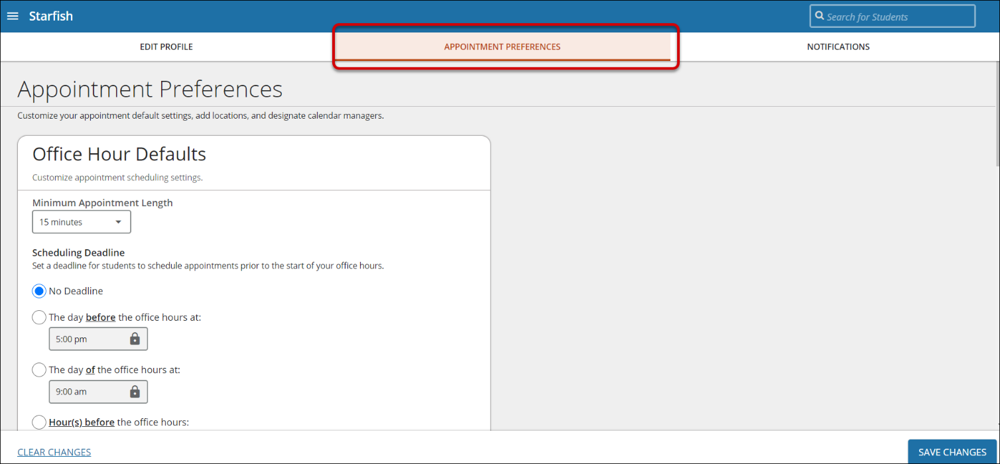 Starfish
Search for Students
EDIT PROFILE
APPOINTMENT PREFERENCES
NOTIFICATIONS
Appointment Preferences
Customize your appointment default settings, add locations, and designate calendar managers.
Office Hour Defaults
Customize appointment scheduling settings.
Minimum Appointment Length
15 minutes
Scheduling Deadline
Set a deadline for students to schedule appointments prior to the start of your office hours.
No Deadline
The day before the office hours at:
5:00 pm
The day of the office hours at:
9:00 am
Hour(s) before the office hours:
CLEAR CHANGES
SAVE CHANGES